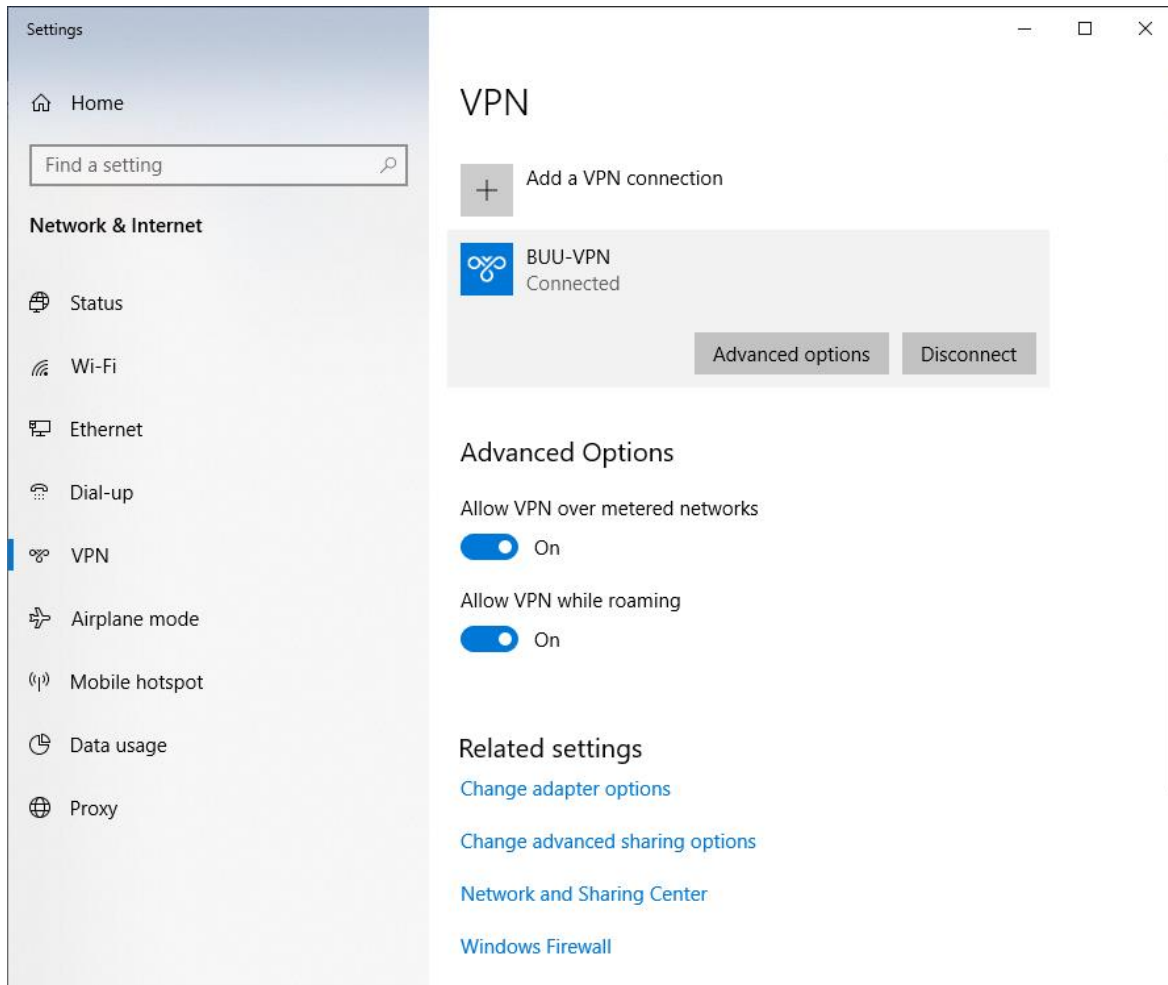 Settings
Home
Find a setting
Network & Internet
Status
Wi-Fi
Ethernet
Dial-up
VPN
Airplane mode
Mobile hotspot
Data usage
Proxy
VPN
Add a VPN connection
BUU-VPN
Connected
Advanced options Disconnect
Advanced Options
Allow VPN over metered networks
On
Allow VPN while roaming
On
Related settings
Change adapter options
Change advanced sharing options
Network and Sharing Center
Windows Firewall